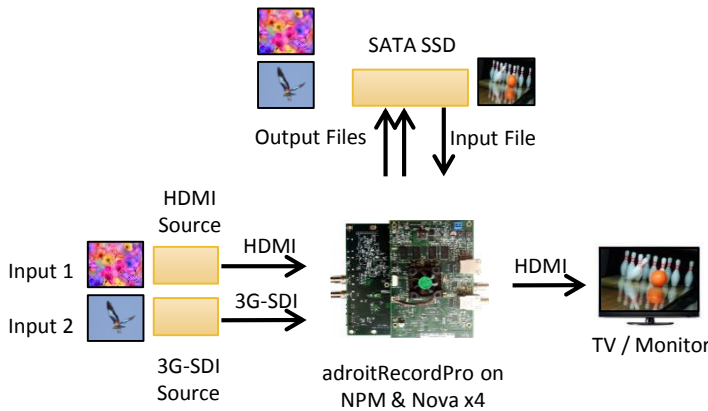 SATA SSD
Output Files
Input File
HDMI
Source
Input 1
HDMI
HDMI
Input 2
3G-SDI
3G-SDI
Source
adroitRecordPro on
NPM & Nova x4
TV / Monitor